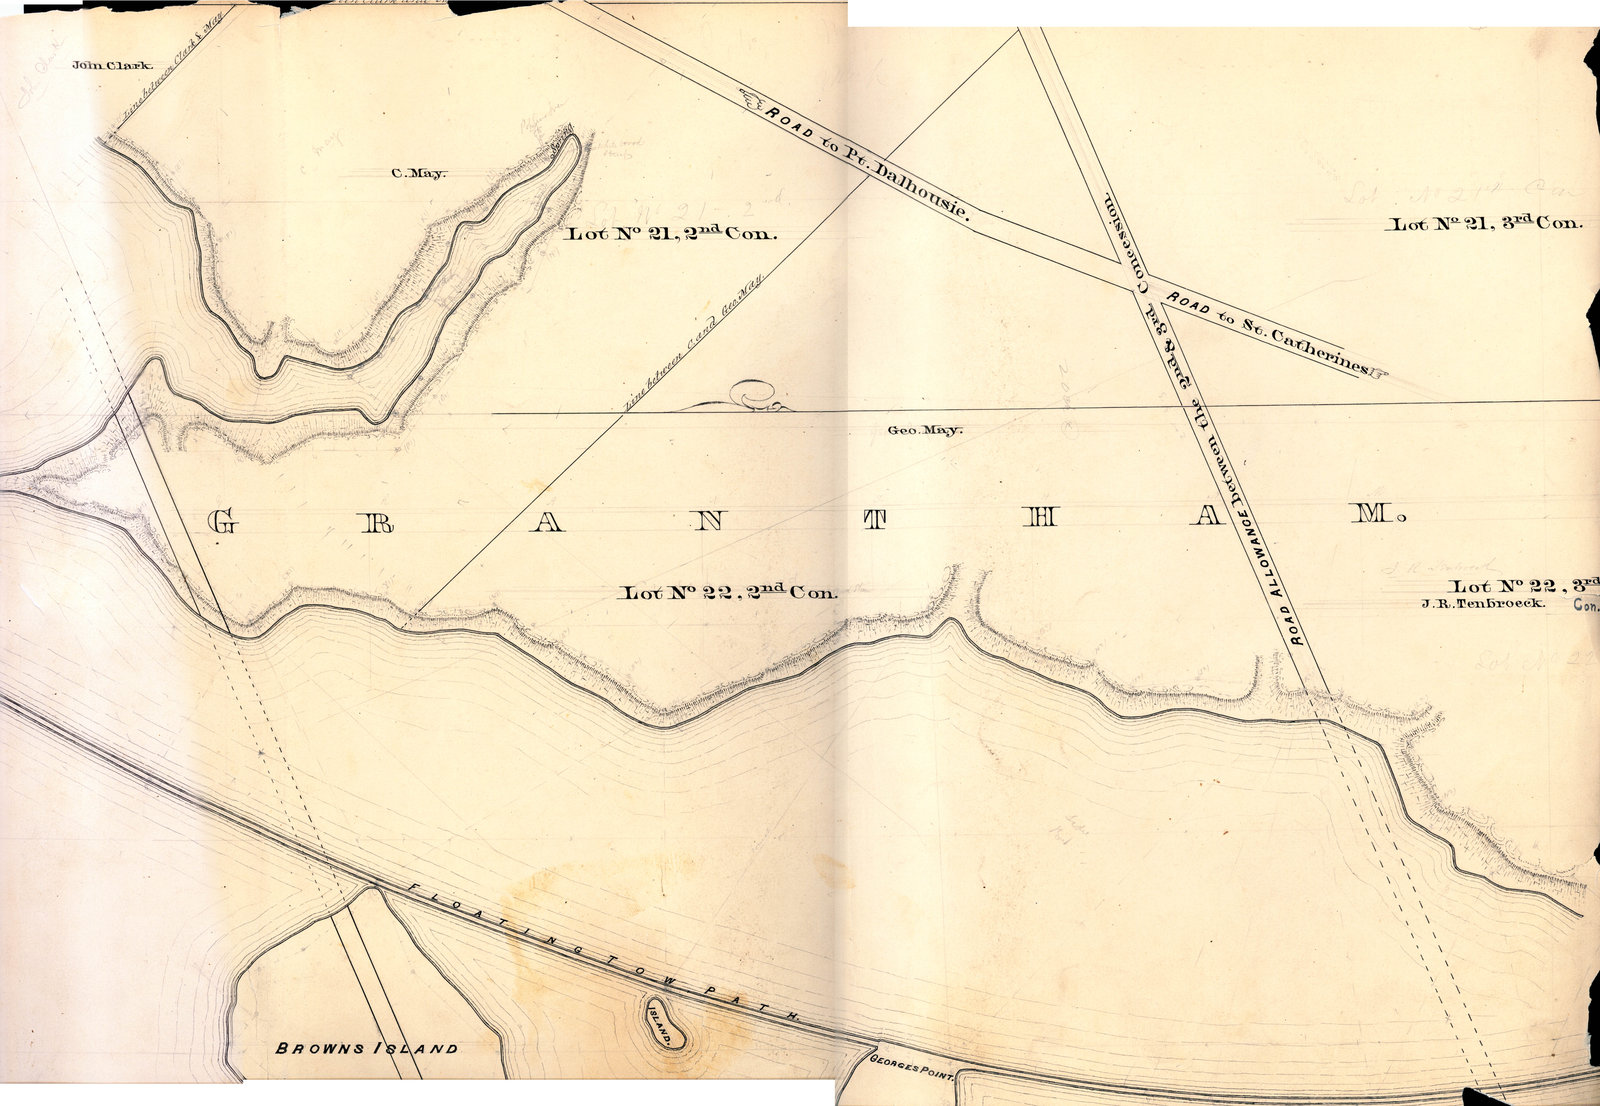 John Clark.
Line between Clark & May
C. May.
Spring
ROAD to Pt. Dalhousie.
Lot No 21, 2nd Con.
Lot No 21, 3rd Con.
Line between C. and Geo. May.
ROAD to St. Catherines
Geo. May.
ROAD ALLOWANCE between the 2nd & 3rd Concession.
GRANTHAM.
Lot No 22, 2nd Con.
Lot No 22, 3rd
Con.
J. R. Tenbroeck.
FLOATING TOW PATH.
ISLAND.
BROWNS ISLAND
GEORGES POINT.